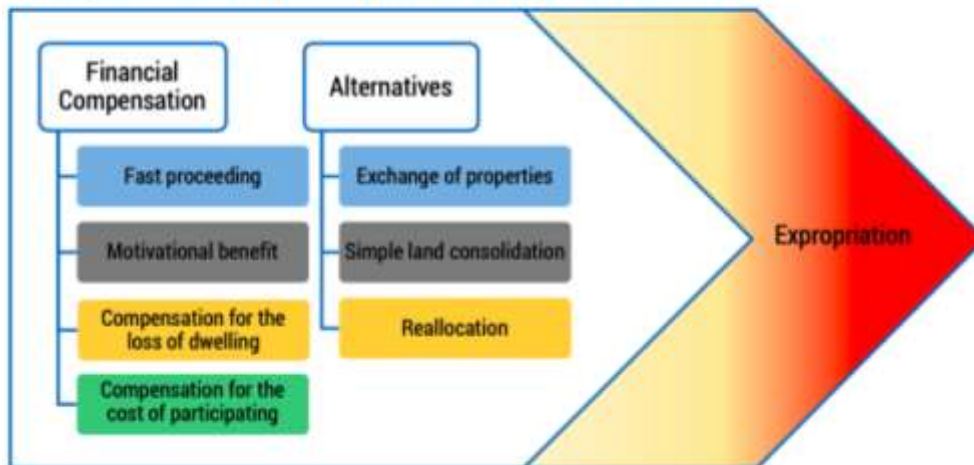 Financial
Compensation
Fast proceeding
Motivational benefit
Compensation for the
loss of dwelling
Compensation for the
cost of participating
Alternatives
Exchange of properties
Simple land consolidation
Reallocation
Expropriation